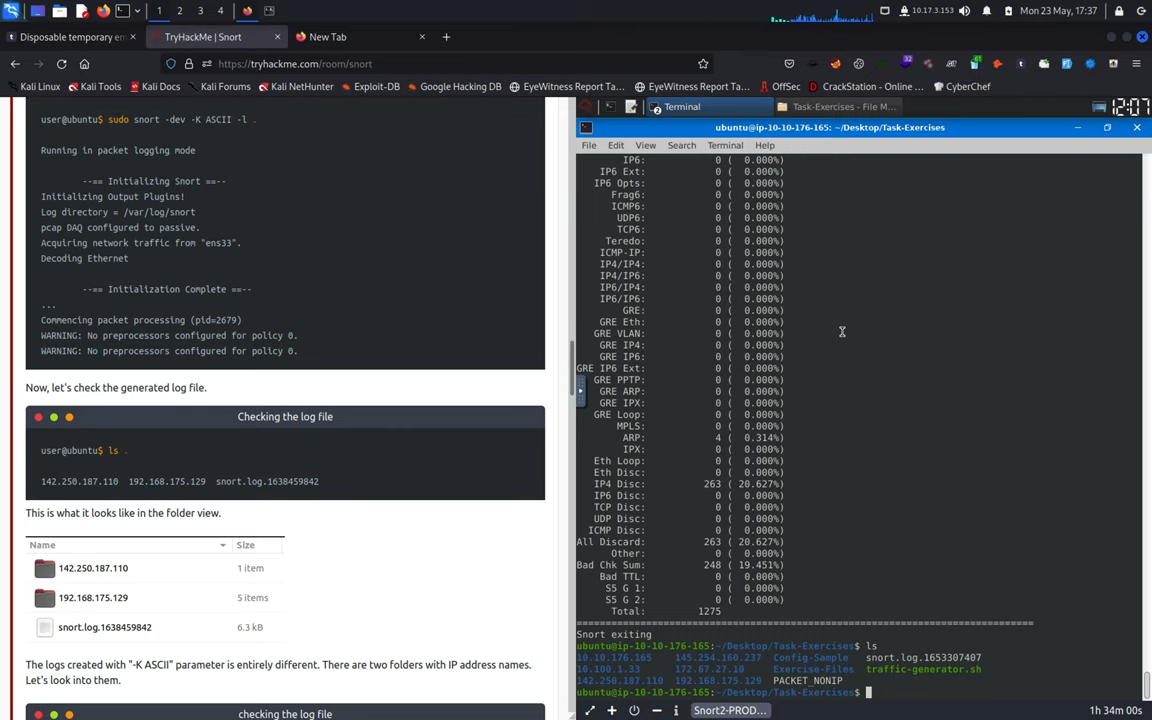 1 2 3 4 10.17.3.153 Mon 23 May, 17:37
Disposable temporary em TryHackMe | Snort New Tab
https://tryhackme.com/room/snort
Kali Linux Kali Tools Kali Docs Kali Forums Kali NetHunter Exploit-DB Google Hacking DB EyeWitness Report Ta... EyeWitness Report Ta... OffSec CrackStation - Online ... CyberChef
user@ubuntu$ sudo snort -dev -K ASCII -l .
Running in packet logging mode
--== Initializing Snort ==--
Initializing Output Plugins!
Log directory = /var/log/snort
pcap DAQ configured to passive.
Acquiring network traffic from "ens33".
Decoding Ethernet
--== Initialization Complete ==--
...
Commencing packet processing (pid=2679)
WARNING: No preprocessors configured for policy 0.
WARNING: No preprocessors configured for policy 0.
Now, let's check the generated log file.
Checking the log file
user@ubuntu$ ls .
142.250.187.110 192.168.175.129 snort.log.1638459842
This is what it looks like in the folder view.
Name Size
142.250.187.110 1 item
192.168.175.129 5 items
snort.log.1638459842 6.3 kB
The logs created with "-K ASCII" parameter is entirely different. There are two folders with IP address names.
Let's look into them.
checking the log file
Terminal Task-Exercises - File M... 12:07
ubuntu@ip-10-10-176-165: ~/Desktop/Task-Exercises
File Edit View Search Terminal Help
IP6: 0 ( 0.000%)
IP6 Ext: 0 ( 0.000%)
IP6 Opts: 0 ( 0.000%)
Frag6: 0 ( 0.000%)
ICMP6: 0 ( 0.000%)
UDP6: 0 ( 0.000%)
TCP6: 0 ( 0.000%)
Teredo: 0 ( 0.000%)
ICMP-IP: 0 ( 0.000%)
IP4/IP4: 0 ( 0.000%)
IP4/IP6: 0 ( 0.000%)
IP6/IP4: 0 ( 0.000%)
IP6/IP6: 0 ( 0.000%)
GRE: 0 ( 0.000%)
GRE Eth: 0 ( 0.000%)
GRE VLAN: 0 ( 0.000%)
GRE IP4: 0 ( 0.000%)
GRE IP6: 0 ( 0.000%)
GRE IP6 Ext: 0 ( 0.000%)
GRE PPTP: 0 ( 0.000%)
GRE ARP: 0 ( 0.000%)
GRE IPX: 0 ( 0.000%)
GRE Loop: 0 ( 0.000%)
MPLS: 0 ( 0.000%)
ARP: 4 ( 0.314%)
IPX: 0 ( 0.000%)
Eth Loop: 0 ( 0.000%)
Eth Disc: 0 ( 0.000%)
IP4 Disc: 263 ( 20.627%)
IP6 Disc: 0 ( 0.000%)
TCP Disc: 0 ( 0.000%)
UDP Disc: 0 ( 0.000%)
ICMP Disc: 0 ( 0.000%)
All Discard: 263 ( 20.627%)
Other: 0 ( 0.000%)
Bad Chk Sum: 248 ( 19.451%)
Bad TTL: 0 ( 0.000%)
S5 G 1: 0 ( 0.000%)
S5 G 2: 0 ( 0.000%)
Total: 1275
===============================================================================
Snort exiting
ubuntu@ip-10-10-176-165:~/Desktop/Task-Exercises$ ls
10.10.176.165 145.254.160.237 Config-Sample snort.log.1653307407
10.100.1.33 172.67.27.10 Exercise-Files traffic-generator.sh
142.250.187.110 192.168.175.129 PACKET_NONIP
ubuntu@ip-10-10-176-165:~/Desktop/Task-Exercises$
Snort2-PROD... 1h 34m 00s